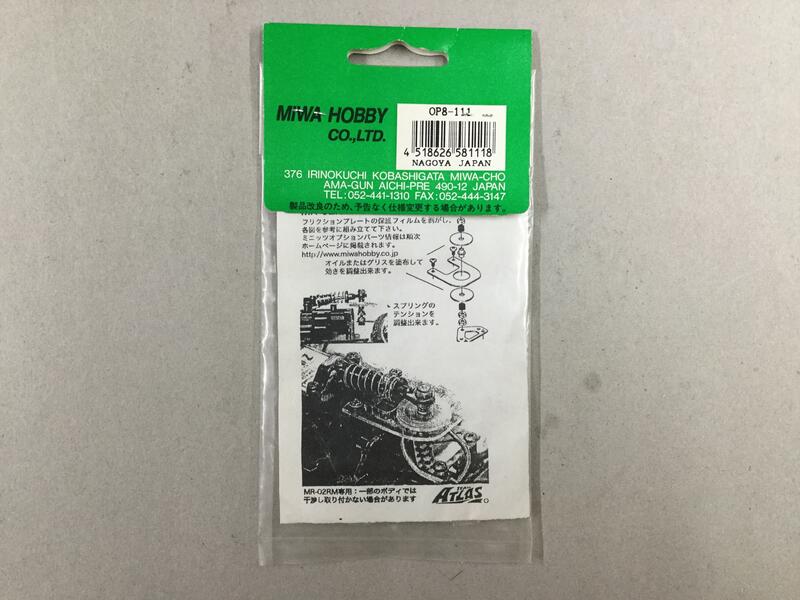 MIWA HOBBY
CO.,LTD.
OP8-111
4 518626 581118
NAGOYA JAPAN
376 IRINOKUCHI KOBASHIGATA MIWA-CHO
AMA-GUN AICHI-PRE 490-12 JAPAN
TEL:052-441-1310 FAX:052-444-3147
製品改良のため、予告なく仕様変更する場合があります。
フリクションプレートの保護フィルムを剥がし、
各図を参考に組み立てて下さい。
ミニッツオプションパーツ情報は順次
ホームページに掲載されます。
http://www.miwahobby.co.jp
オイルまたはグリスを塗布して
効きを調整出来ます。
スプリングの
テンションを
調整出来ます。
MR-02RM専用:一部のボディでは
干渉し取り付かない場合があります
ATLAS